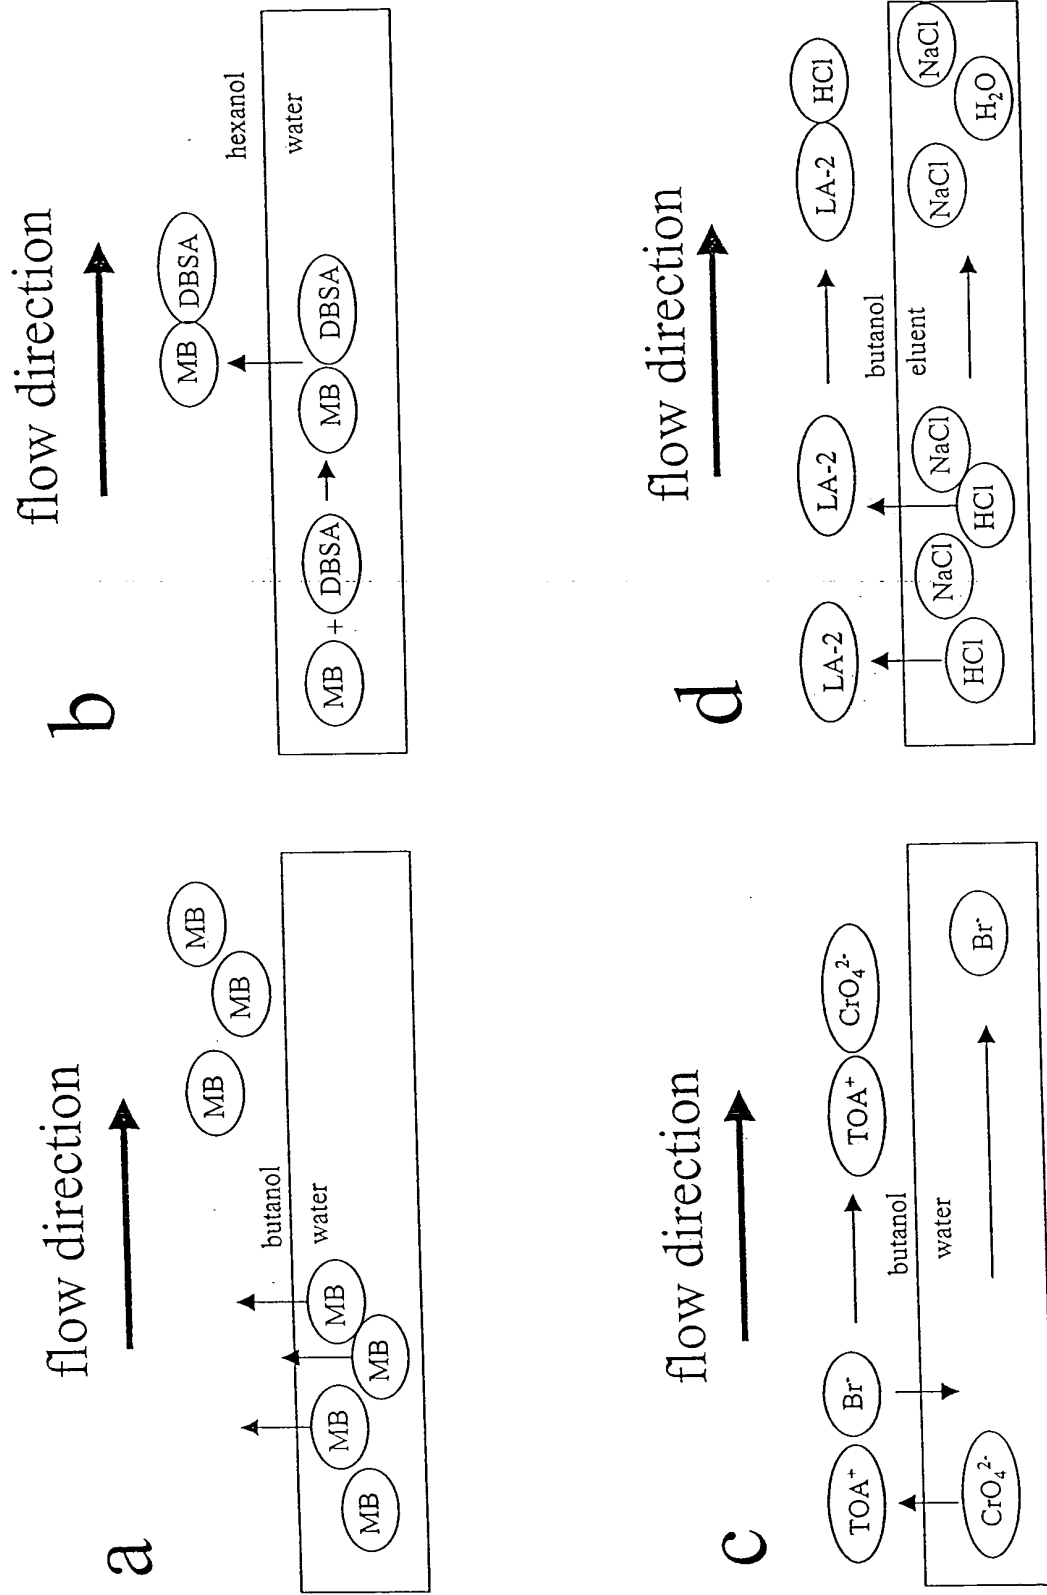 a
flow direction
MB
MB
MB
MB
butanol
water
MB
MB
MB
b
flow direction
MB + DBSA
MB DBSA
MB DBSA
hexanol
water
c
flow direction
TOA⁺ Br⁻
CrO₄²⁻
butanol
water
TOA⁺ CrO₄²⁻
Br⁻
d
flow direction
LA-2 LA-2 LA-2 HCl
butanol
eluent
NaCl NaCl NaCl NaCl
HCl HCl H₂O